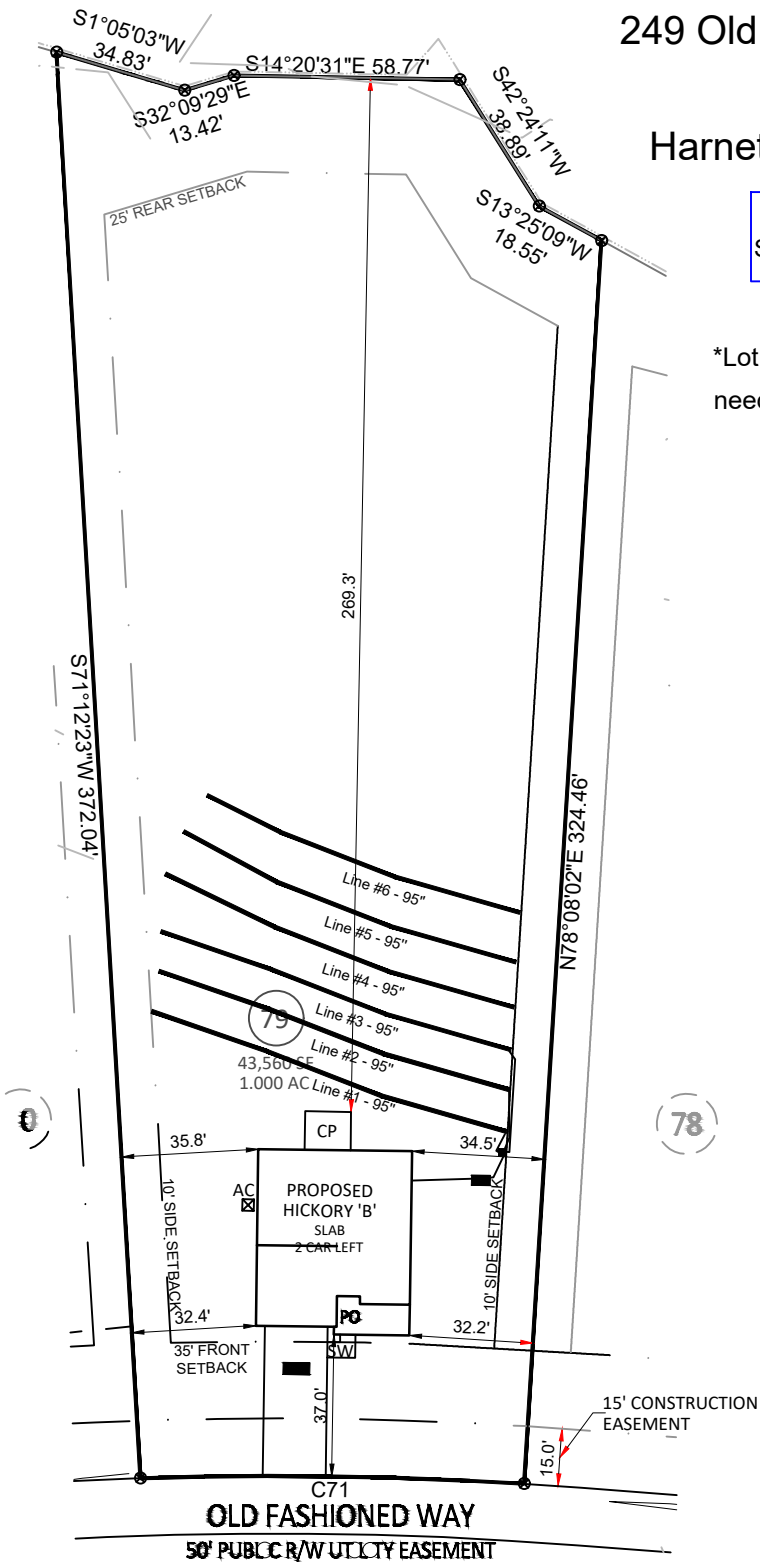 249 Old
S1°05'03"W
34.83'
S14°20'31"E 58.77'
S32°09'29"E
13.42'
S42°24'11"W
38.89'
Harnet
S13°25'09"W
18.55'
25' REAR SETBACK
S
*Lot
need
269.3'
S71°12'23"W 372.04'
N78°08'02"E 324.46'
Line #6 - 95"
Line #5 - 95"
Line #4 - 95"
Line #3 - 95"
Line #2 - 95"
Line #1 - 95"
79
43,560 SF
1.000 AC
78
CP
35.8'
34.5'
AC
PROPOSED
HICKORY 'B'
SLAB
2 CAR LEFT
10' SIDE SETBACK
10' SIDE SETBACK
PO
32.4'
32.2'
SW
35' FRONT
SETBACK
37.0'
15' CONSTRUCTION
EASEMENT
15.0'
C71
OLD FASHIONED WAY
50' PUBLIC R/W UTILITY EASEMENT